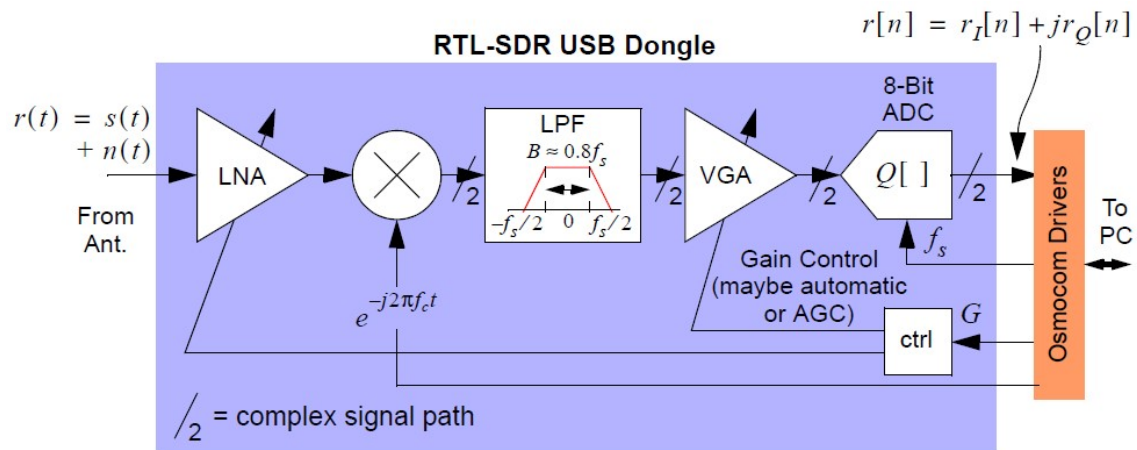 r[n] = r_I[n] + jr_Q[n]
RTL-SDR USB Dongle
8-Bit
ADC
r(t) = s(t)
+ n(t)
LNA
LPF
B ≈ 0.8f_s
-f_s/2 0 f_s/2
VGA
Q[ ]
/2
/2
/2
/2
From
Ant.
To
PC
Osmocom Drivers
f_s
e^{-j2πf_ct}
Gain Control
(maybe automatic
or AGC)
G
ctrl
/2 = complex signal path